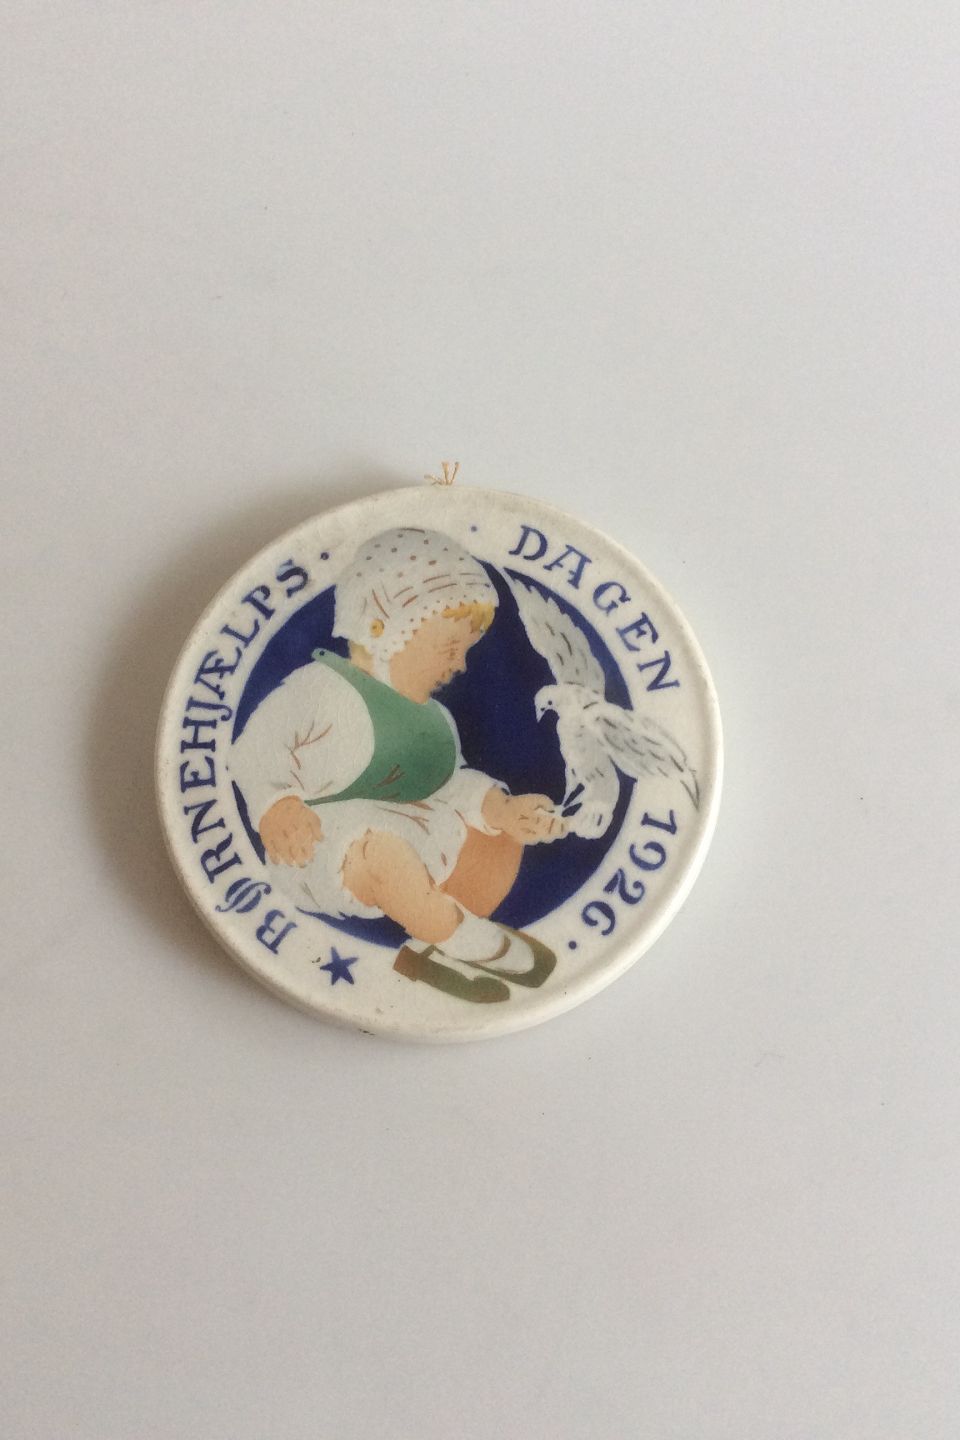 ★ BØRNEHJÆLPS · · DAGEN 1926 ·